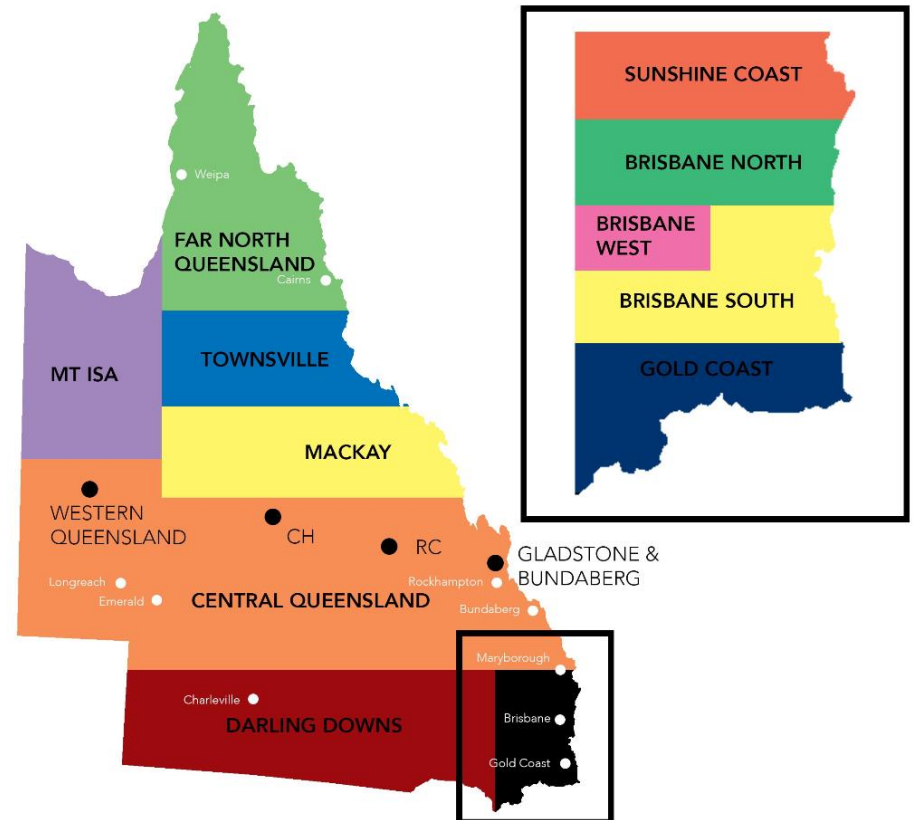 SUNSHINE COAST
BRISBANE NORTH
BRISBANE
WEST
BRISBANE SOUTH
GOLD COAST
Weipa
FAR NORTH
QUEENSLAND
Cairns
TOWNSVILLE
MT ISA
MACKAY
WESTERN
QUEENSLAND
CH
RC
GLADSTONE &
BUNDABERG
Longreach
Emerald
Rockhampton
CENTRAL QUEENSLAND
Bundaberg
Maryborough
Charleville
DARLING DOWNS
Brisbane
Gold Coast